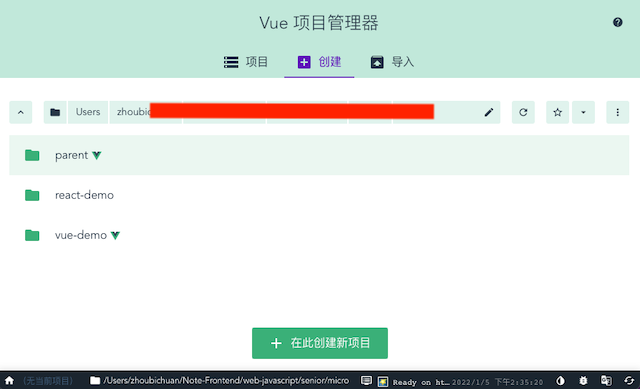 Vue 项目管理器
项目 创建 导入
Users zhoubic
parent
react-demo
vue-demo
在此创建新项目
(无当前项目) /Users/zhoubichuan/Note-Frontend/web-javascript/senior/micro Ready on ht… 2022/1/5 下午2:35:20